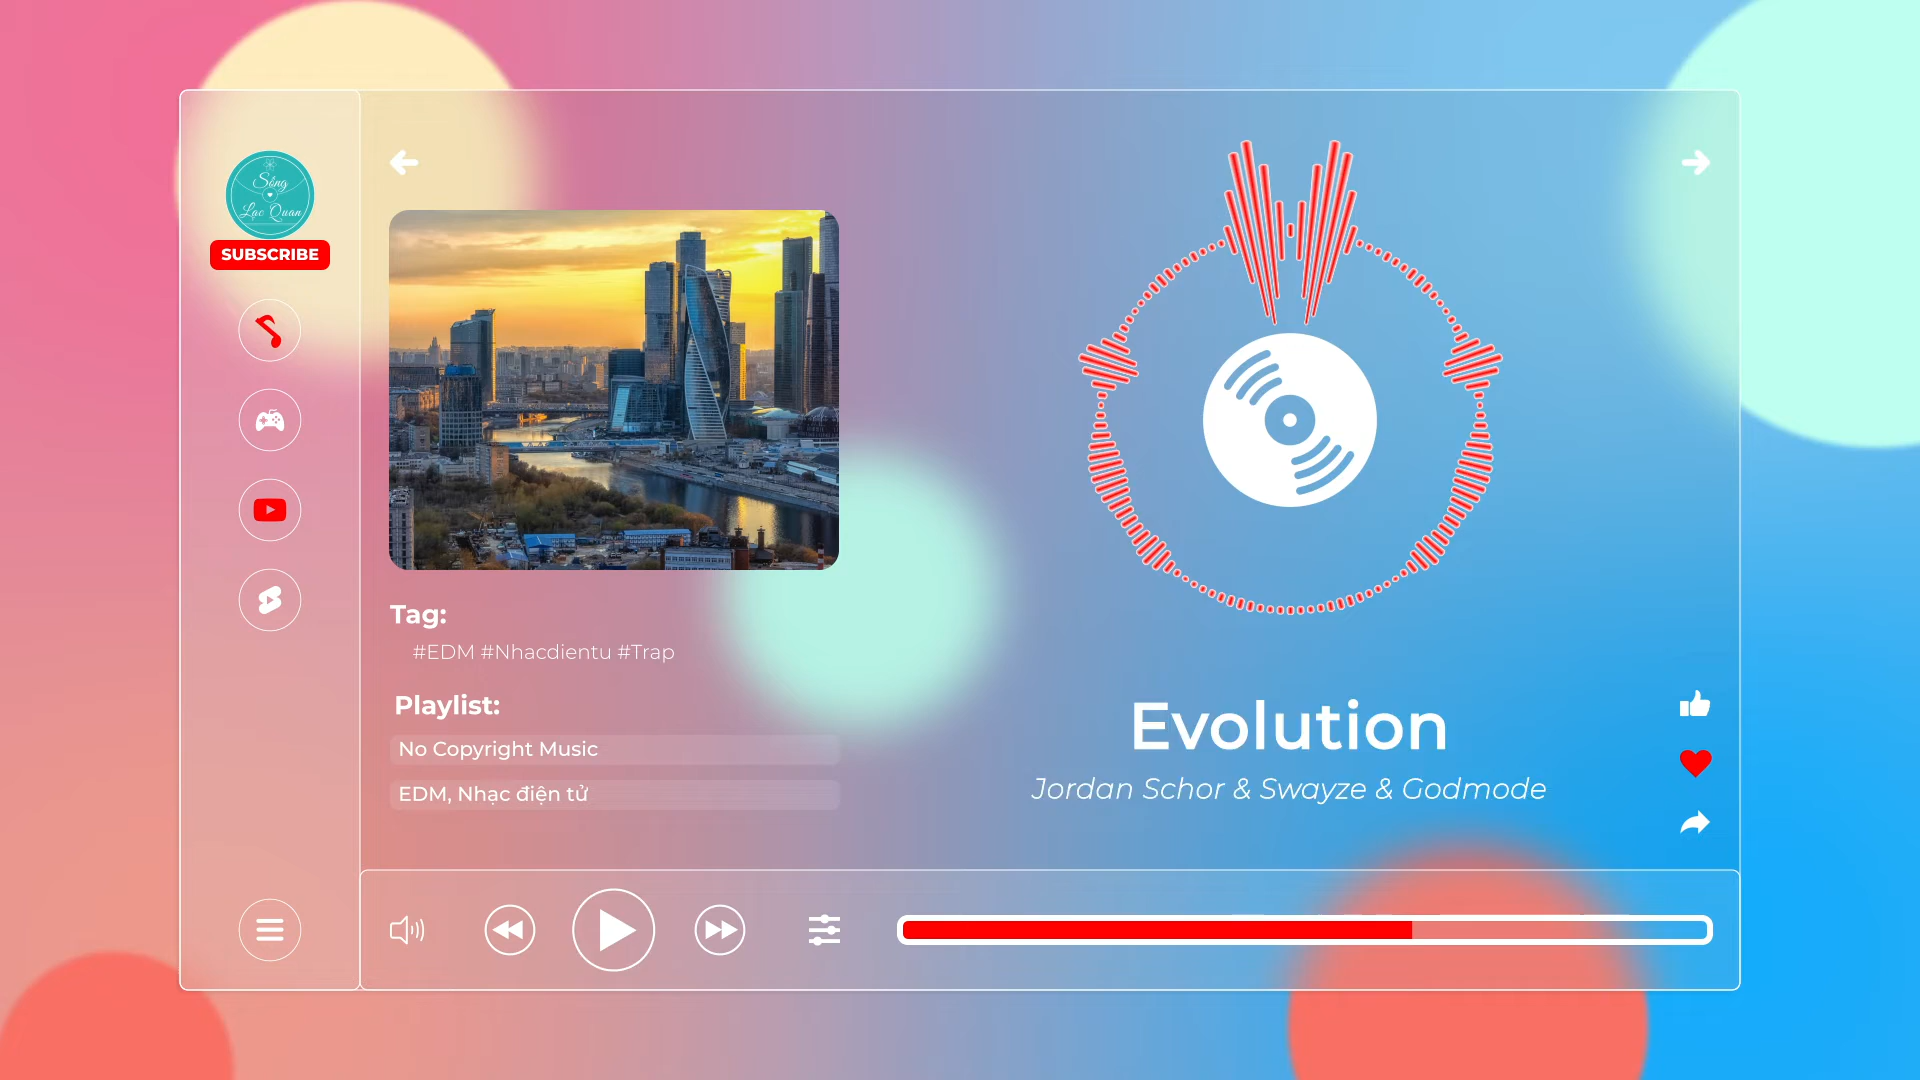 Sống
Lạc Quan
SUBSCRIBE
Tag:
#EDM #Nhacdientu #Trap
Playlist:
No Copyright Music
EDM, Nhạc điện tử
Evolution
Jordan Schor & Swayze & Godmode